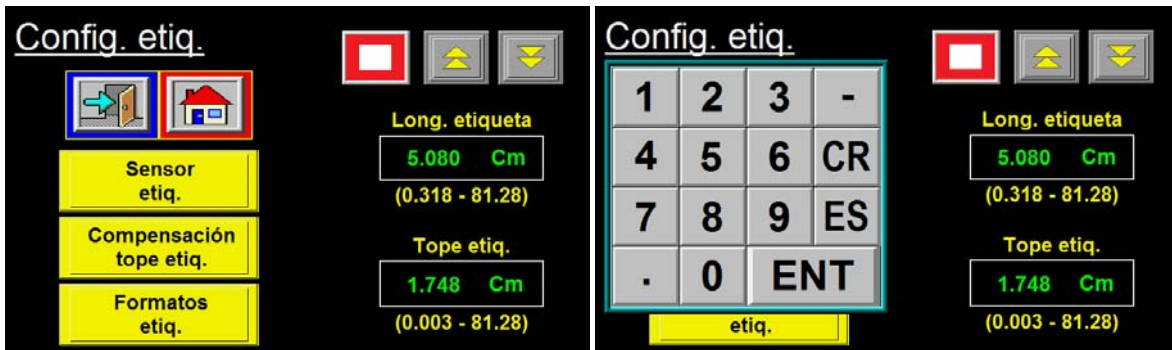 Config. etiq.
Sensor
etiq.
Compensación
tope etiq.
Formatos
etiq.
Long. etiqueta
5.080 Cm
(0.318 - 81.28)
Tope etiq.
1.748 Cm
(0.003 - 81.28)
Config. etiq.
1 2 3 -
4 5 6 CR
7 8 9 ES
. 0 ENT
etiq.
Long. etiqueta
5.080 Cm
(0.318 - 81.28)
Tope etiq.
1.748 Cm
(0.003 - 81.28)